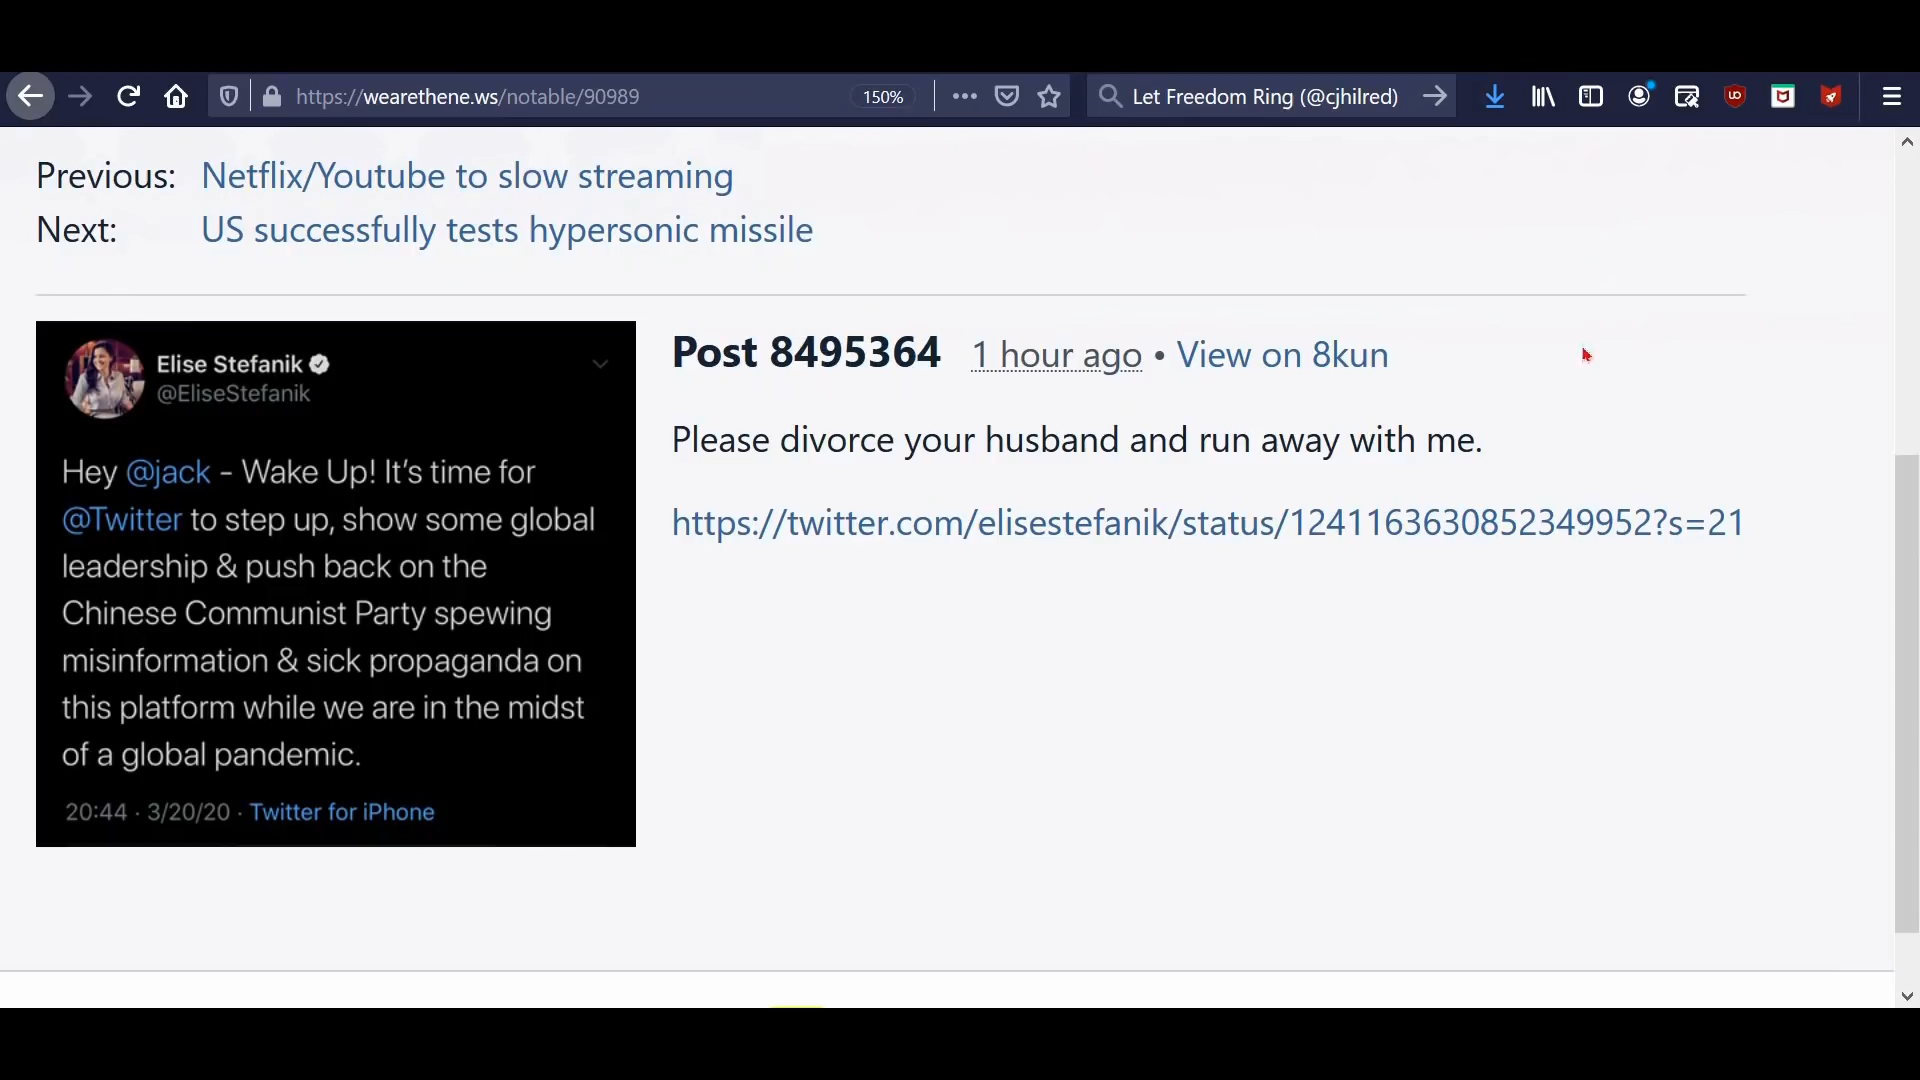 https://wearethene.ws/notable/90989
150%
Let Freedom Ring (@cjhilred)
Previous: Netflix/Youtube to slow streaming
Next: US successfully tests hypersonic missile
Elise Stefanik
@EliseStefanik
Hey @jack - Wake Up! It's time for
@Twitter to step up, show some global
leadership & push back on the
Chinese Communist Party spewing
misinformation & sick propaganda on
this platform while we are in the midst
of a global pandemic.
20:44 · 3/20/20 · Twitter for iPhone
Post 8495364 1 hour ago • View on 8kun
Please divorce your husband and run away with me.
https://twitter.com/elisestefanik/status/1241163630852349952?s=21